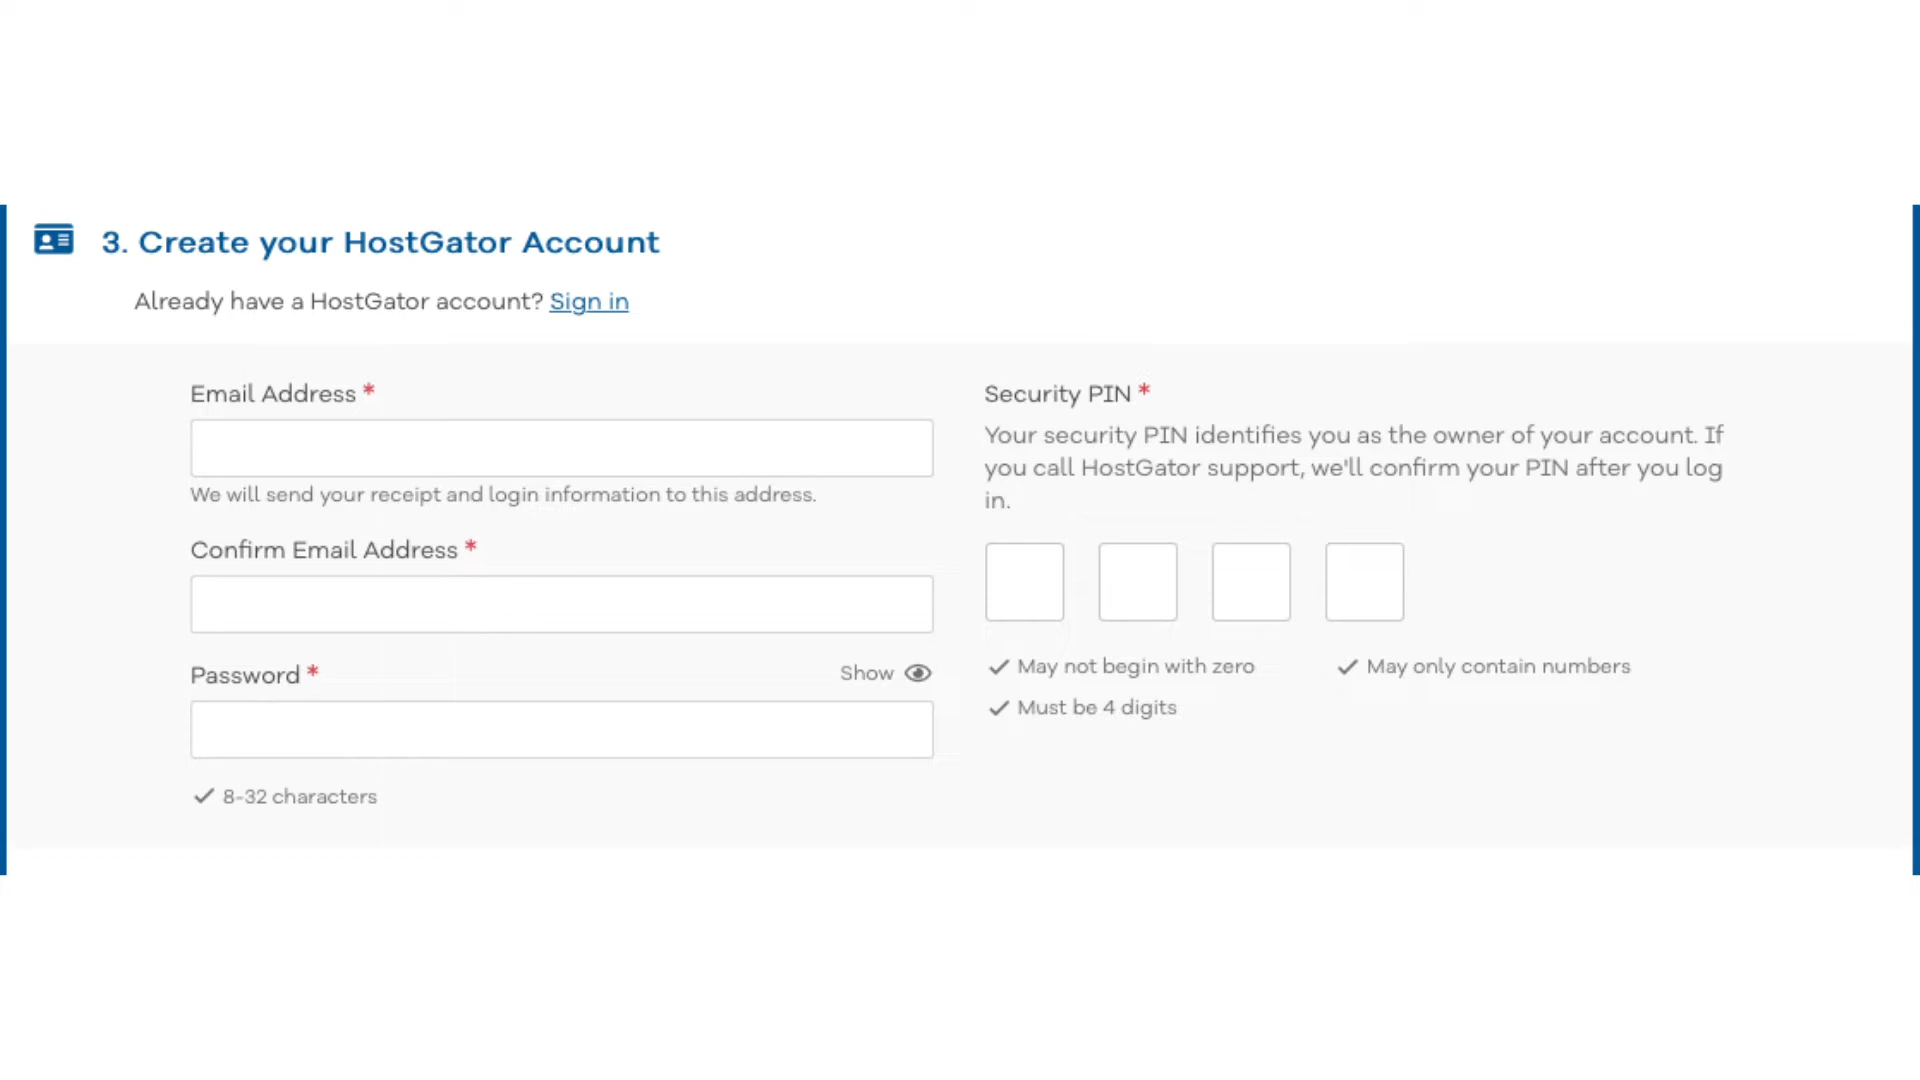 3. Create your HostGator Account
Already have a HostGator account? Sign in
Email Address *
We will send your receipt and login information to this address.
Confirm Email Address *
Password *
Show
8-32 characters
Security PIN *
Your security PIN identifies you as the owner of your account. If
you call HostGator support, we'll confirm your PIN after you log
in.
May not begin with zero
May only contain numbers
Must be 4 digits